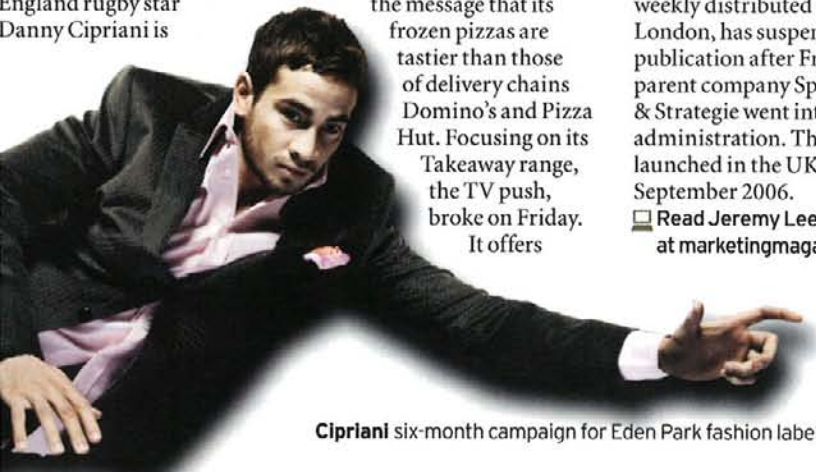 England rugby star
Danny Cipriani is
the message that its
frozen pizzas are
tastier than those
of delivery chains
Domino's and Pizza
Hut. Focusing on its
Takeaway range,
the TV push,
broke on Friday.
It offers
weekly distributed
London, has suspen
publication after Fr
parent company Sp
& Strategie went int
administration. Th
launched in the UK
September 2006.
Read Jeremy Lee
at marketingmaga
Cipriani six-month campaign for Eden Park fashion labe